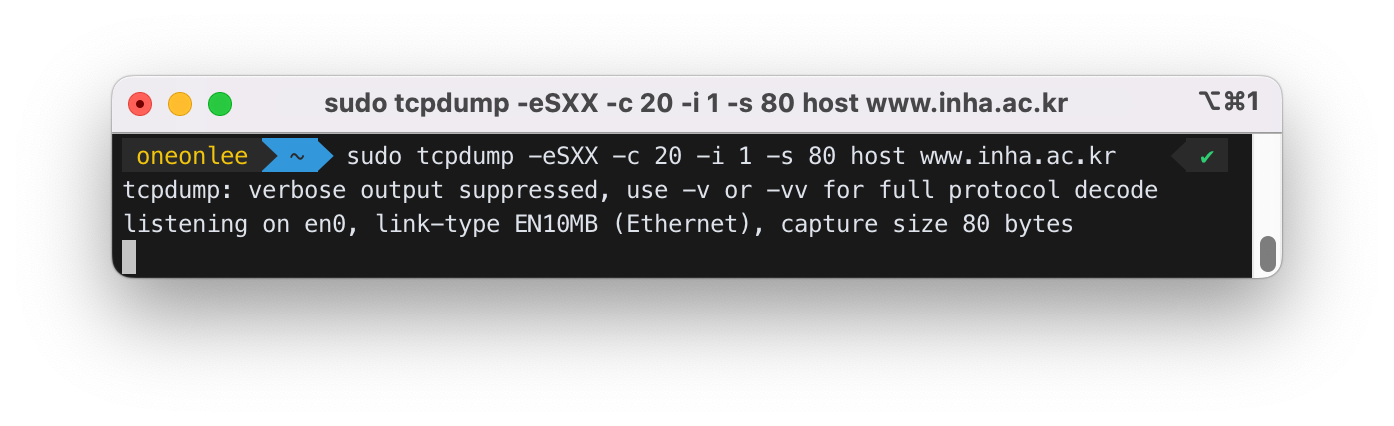 sudo tcpdump -eSXX -c 20 -i 1 -s 80 host www.inha.ac.kr ⌥⌘1
oneonlee ~ sudo tcpdump -eSXX -c 20 -i 1 -s 80 host www.inha.ac.kr ✔
tcpdump: verbose output suppressed, use -v or -vv for full protocol decode
listening on en0, link-type EN10MB (Ethernet), capture size 80 bytes